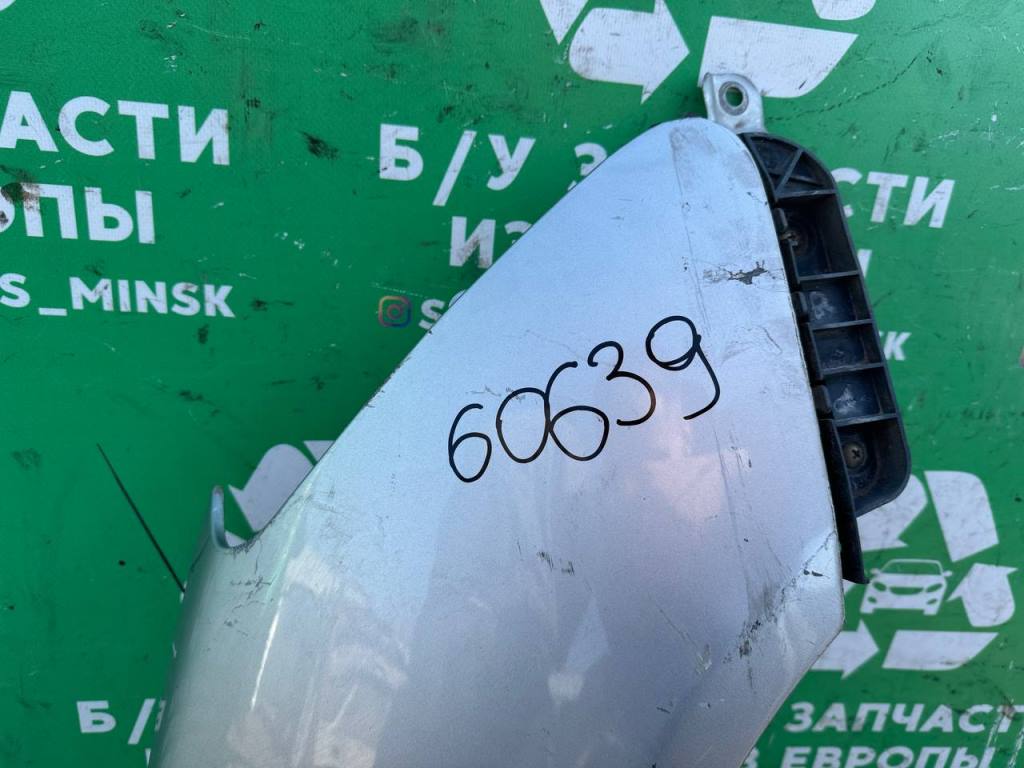 АСТИ
ОПЫ
S_MINSK
Б/У З
ИЗ
S
СТИ
K
60639
Б/
ЗАПЧАСТ
ЕВРОПЫ